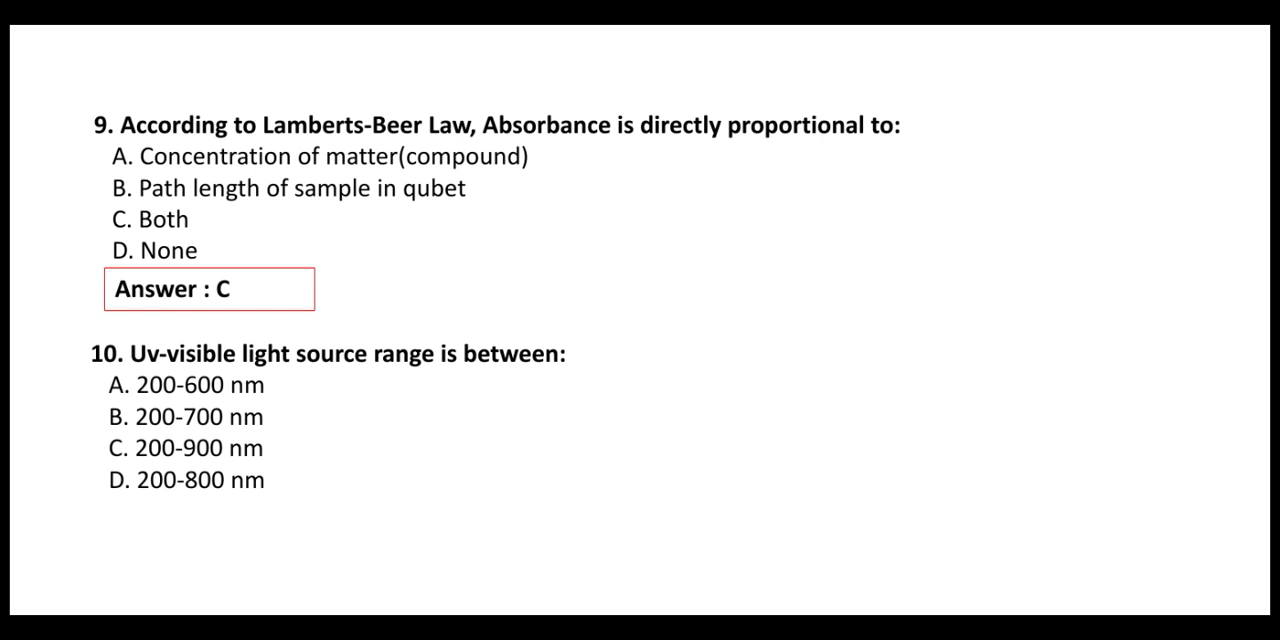 9. According to Lamberts-Beer Law, Absorbance is directly proportional to:
A. Concentration of matter(compound)
B. Path length of sample in qubet
C. Both
D. None
Answer : C
10. Uv-visible light source range is between:
A. 200-600 nm
B. 200-700 nm
C. 200-900 nm
D. 200-800 nm